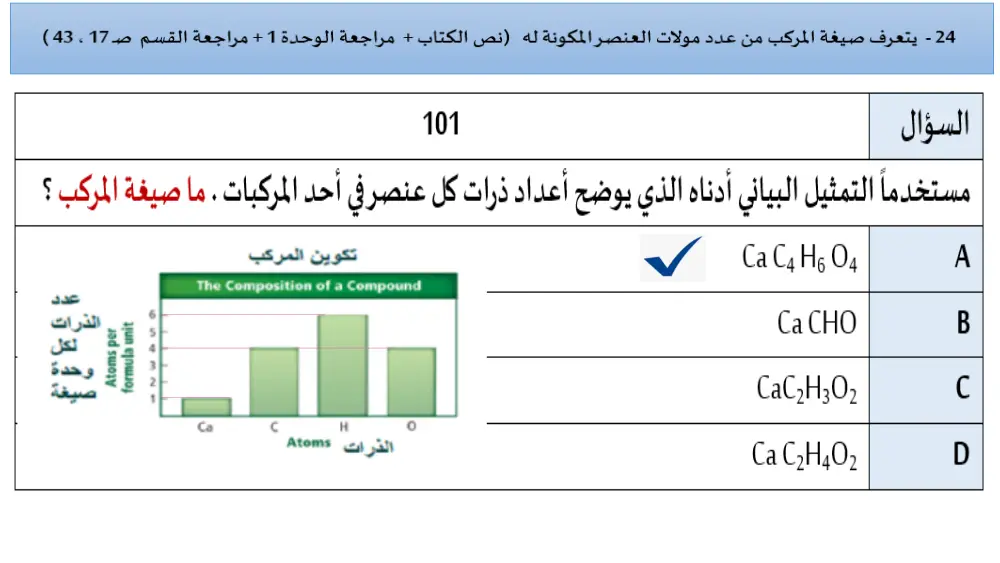 24 - يتعرف صيغة المركب من عدد مولات العنصر المكونة له (نص الكتاب + مراجعة الوحدة 1 + مراجعة القسم صـ 17 ، 43 )
السؤال 101
مستخدماً التمثيل البياني أدناه الذي يوضح أعداد ذرات كل عنصر في أحد المركبات . ما صيغة المركب ؟
A Ca C₄ H₆ O₄
B Ca CHO
C CaC₂H₃O₂
D Ca C₂H₄O₂
تكوين المركب
The Composition of a Compound
عدد
الذرات
لكل
وحدة
صيغة
Atoms per
formula unit
6
5
4
3
2
1
Ca C H O
Atoms الذرات